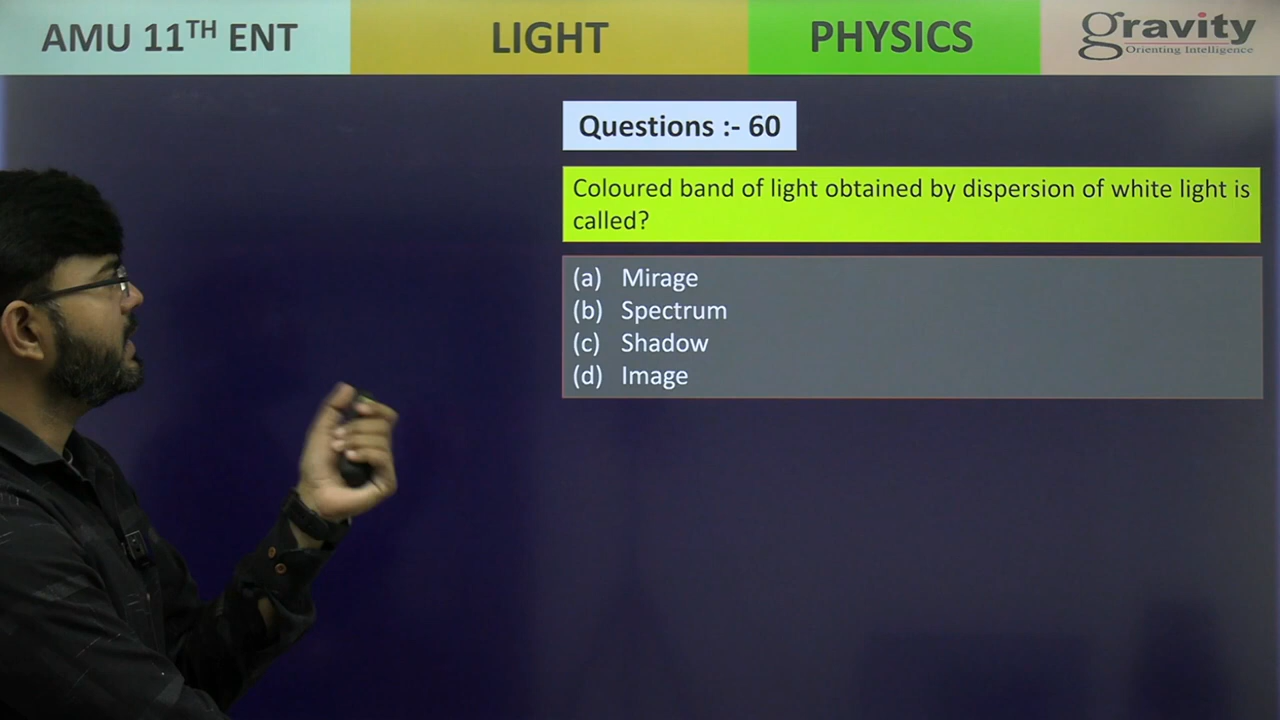 AMU 11TH ENT
LIGHT
PHYSICS
gravity
Orienting Intelligence
Questions :- 60
Coloured band of light obtained by dispersion of white light is
called?
(a) Mirage
(b) Spectrum
(c) Shadow
(d) Image